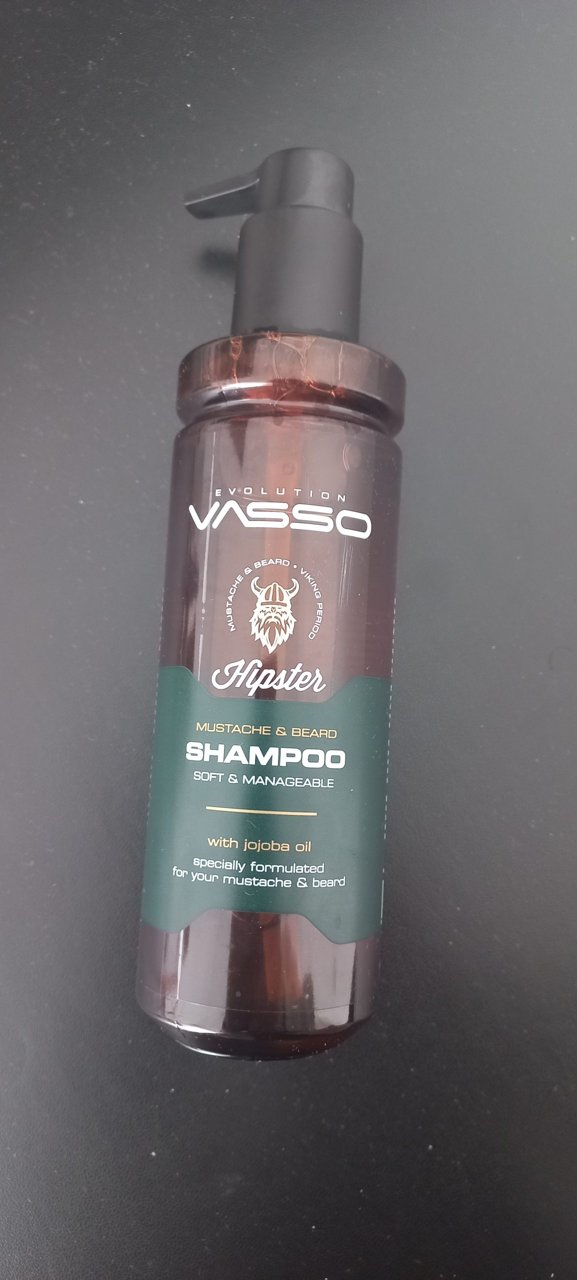 EVOLUTION
VASSO
MUSTACHE & BEARD • VIKING PERIOD
Hipster
MUSTACHE & BEARD
SHAMPOO
SOFT & MANAGEABLE
with jojoba oil
specially formulated
for your mustache & beard